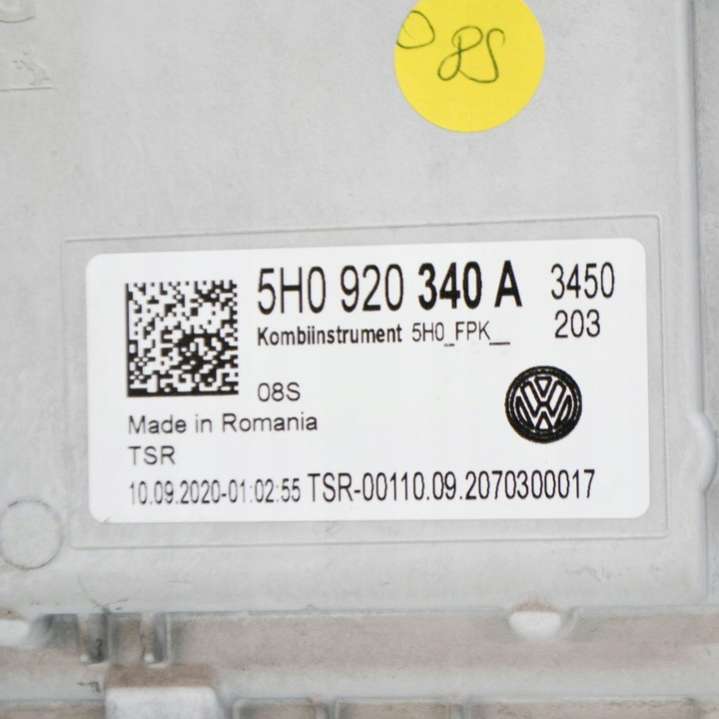 08S
5H0 920 340 A 3450
Kombiinstrument 5H0_FPK__ 203
08S
Made in Romania
TSR
10.09.2020-01:02:55 TSR-00110.09.2070300017